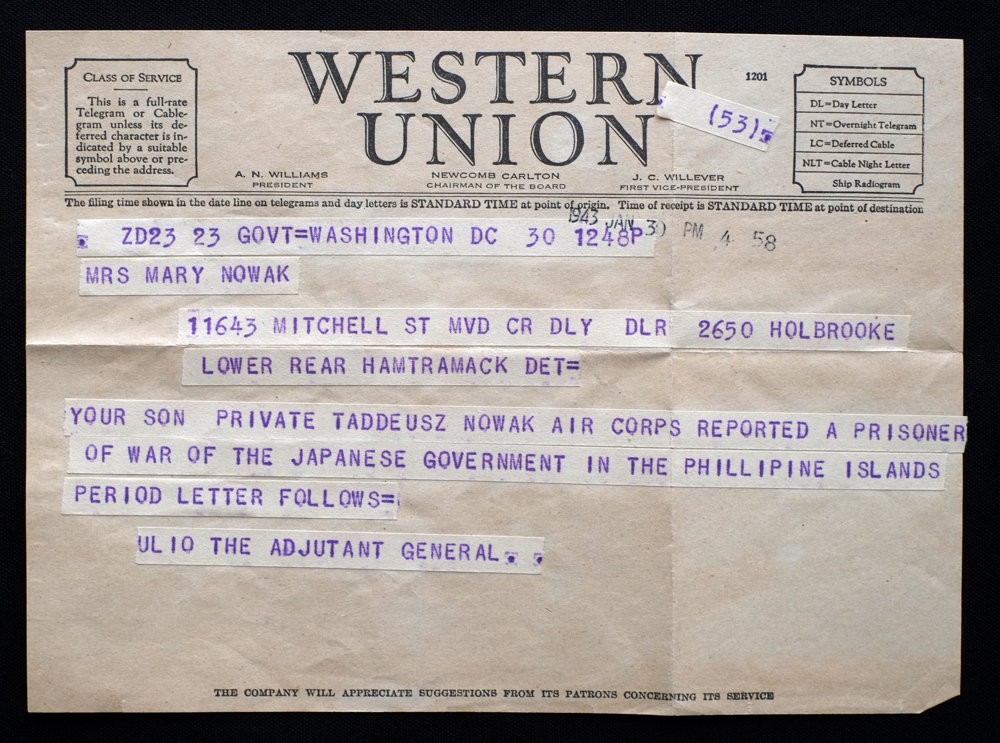 CLASS OF SERVICE
This is a full-rate
Telegram or Cable-
gram unless its de-
ferred character is in-
dicated by a suitable
symbol above or pre-
ceding the address.
WESTERN
UNION
1201
(53)
A. N. WILLIAMS
PRESIDENT
NEWCOMB CARLTON
CHAIRMAN OF THE BOARD
J. C. WILLEVER
FIRST VICE-PRESIDENT
SYMBOLS
DL=Day Letter
NT=Overnight Telegram
LC=Deferred Cable
NLT=Cable Night Letter
Ship Radiogram
The filing time shown in the date line on telegrams and day letters is STANDARD TIME at point of origin. Time of receipt is STANDARD TIME at point of destination
1943 JAN 30 PM 4 58
ZD23 23 GOVT=WASHINGTON DC 30 1248P
MRS MARY NOWAK
11643 MITCHELL ST MVD CR DLY DLR 2650 HOLBROOKE
LOWER REAR HAMTRAMACK DET=
YOUR SON PRIVATE TADDEUSZ NOWAK AIR CORPS REPORTED A PRISONER
OF WAR OF THE JAPANESE GOVERNMENT IN THE PHILLIPINE ISLANDS
PERIOD LETTER FOLLOWS=
ULIO THE ADJUTANT GENERAL.
THE COMPANY WILL APPRECIATE SUGGESTIONS FROM ITS PATRONS CONCERNING ITS SERVICE